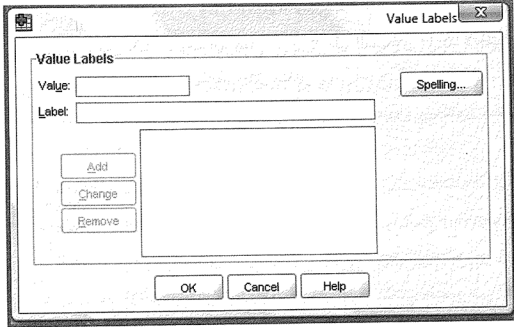 Value Labels
Value Labels
Value:
Spelling...
Label:
Add
Change
Remove
OK
Cancel
Help